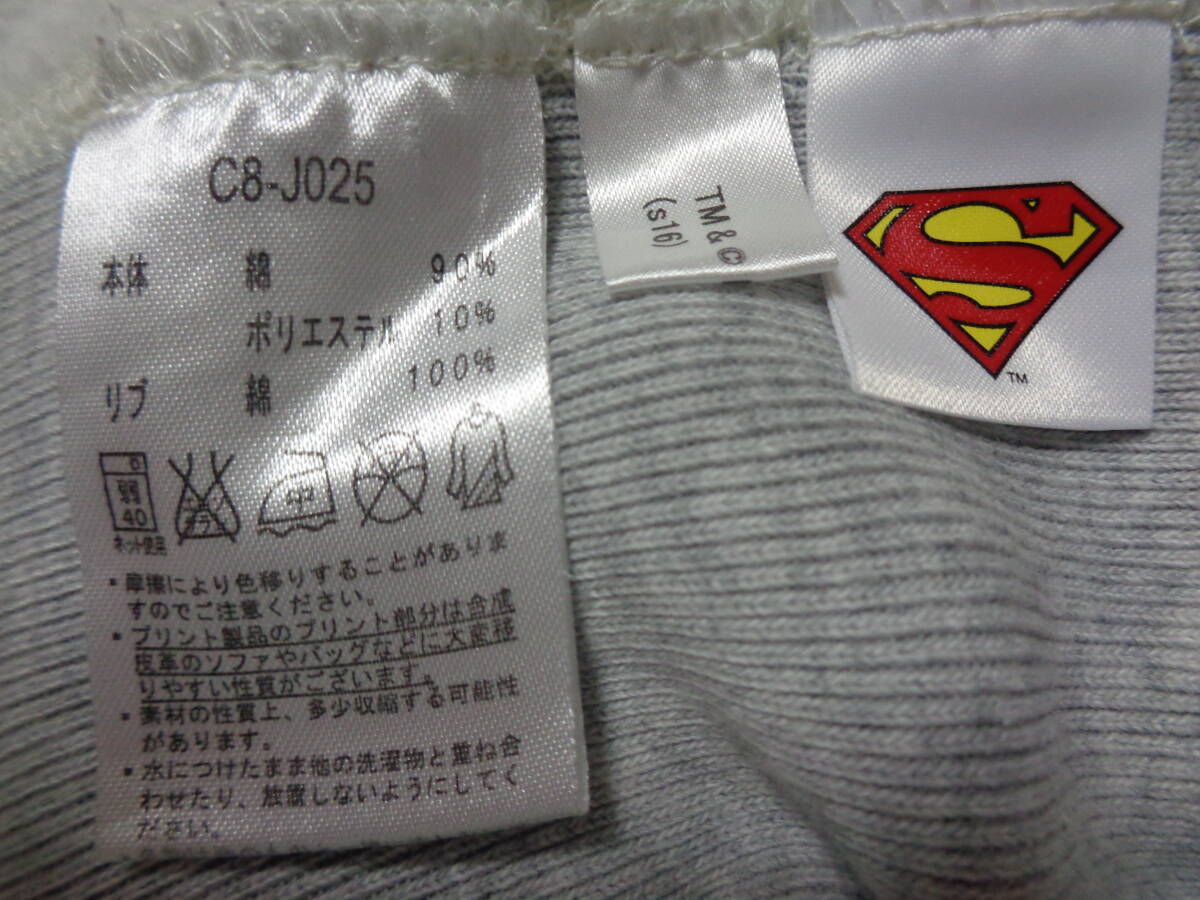 C8-J025
本体 綿 90%
ポリエステル 10%
リブ 綿 100%
弱
40
ネット使用
中
・摩擦により色移りすることがありま
すのでご注意ください。
・プリント製品のプリント部分は合成
皮革のソファやバッグなどに大変移
りやすい性質がございます。
・素材の性質上、多少収縮する可能性
があります。
・水につけたまま他の洗濯物と重ね合
わせたり、放置しないようにしてく
ださい。
TM & ©
(s16)
S
TM